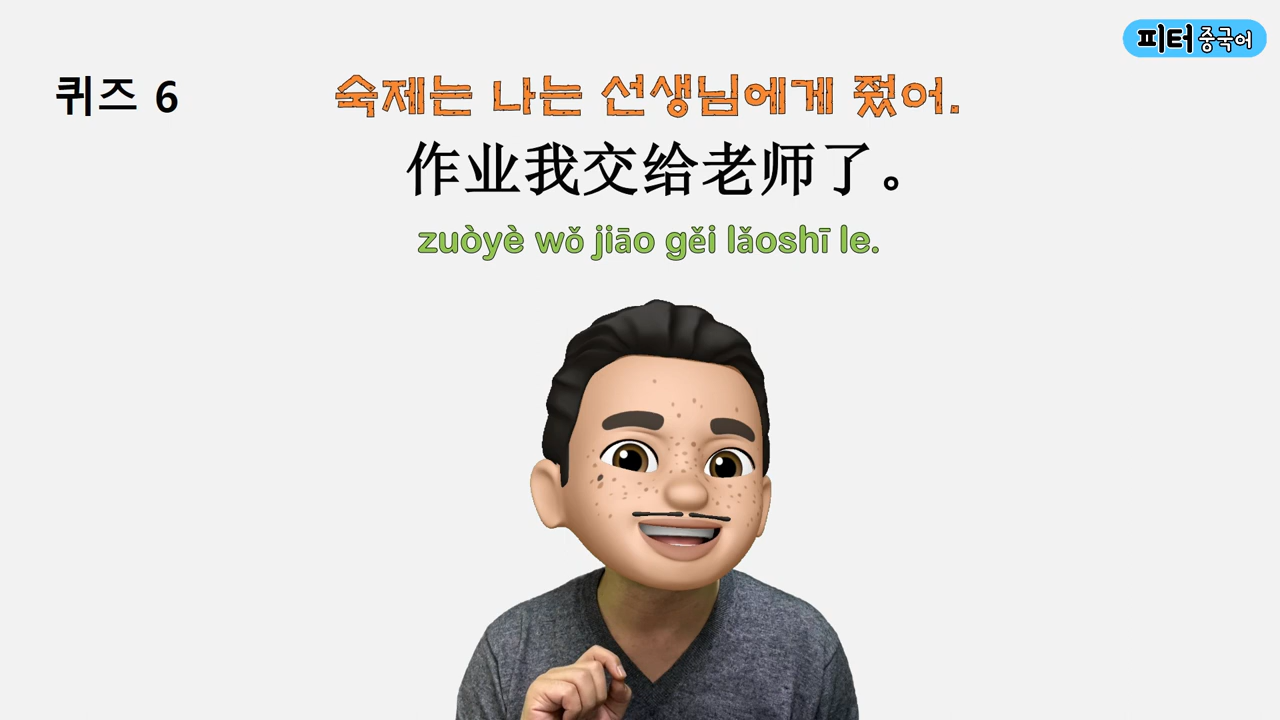 피터 중국어
퀴즈 6
숙제는 나는 선생님에게 줬어.
作业我交给老师了。
zuòyè wǒ jiāo gěi lǎoshī le.